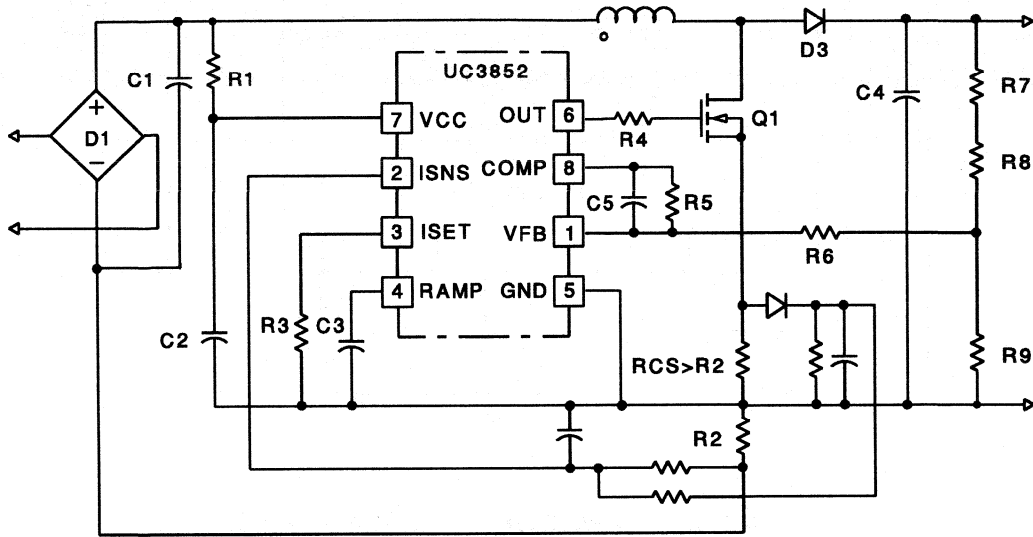 D3
C1
R1
UC3852
C4
R7
+
D1
−
7
VCC
OUT
6
R4
Q1
2
ISNS
COMP
8
C5
R5
R8
3
ISET
VFB
1
R6
4
RAMP
GND
5
R3
C3
C2
RCS>R2
R9
R2